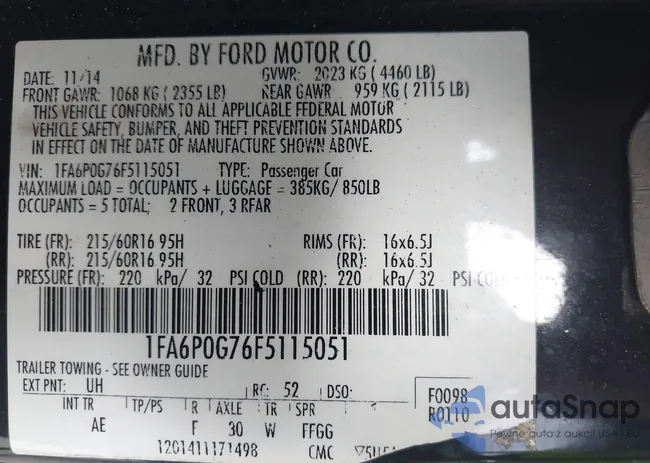 MFD. BY FORD MOTOR CO.
DATE: 11/14 GVWR: 2023 KG ( 4460 LB)
FRONT GAWR: 1068 KG ( 2355 LB) REAR GAWR 959 KG ( 2115 LB)
THIS VEHICLE CONFORMS TO ALL APPLICABLE FEDERAL MOTOR
VEHICLE SAFETY, BUMPER, AND THEFT PREVENTION STANDARDS
IN EFFECT ON THE DATE OF MANUFACTURE SHOWN ABOVE.
VIN: 1FA6P0G76F5115051 TYPE: Passenger Car
MAXIMUM LOAD = OCCUPANTS + LUGGAGE = 385KG/ 850LB
OCCUPANTS = 5 TOTAL; 2 FRONT, 3 REAR
TIRE (FR): 215/60R16 95H RIMS (FR): 16x6.5J
(RR): 215/60R16 95H (RR): 16x6.5J
PRESSURE (FR): 220 kPa/ 32 PSI COLD (RR): 220 kPa/ 32 PSI COLD
1FA6P0G76F5115051
TRAILER TOWING - SEE OWNER GUIDE
EXT PNT: UH RC: 52 DSO: F0098
INT TR TP/PS R AXLE TR SPR R0110
AE F 30 W FFGG
1201411171498 CMC
autaSnap
Pewne auta z aukcji USA i EU